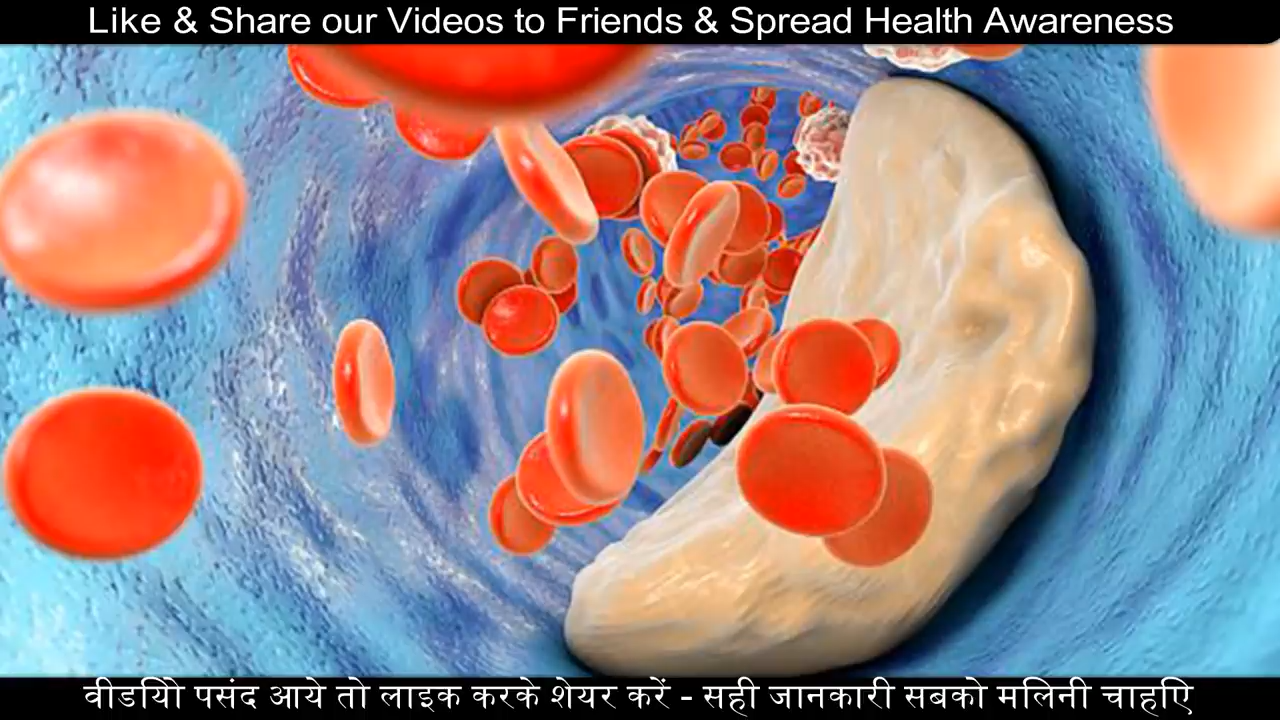 Like & Share our Videos to Friends & Spread Health Awareness
वीडियो पसंद आये तो लाइक करके शेयर करें - सही जानकारी सबको मिलनी चाहिए